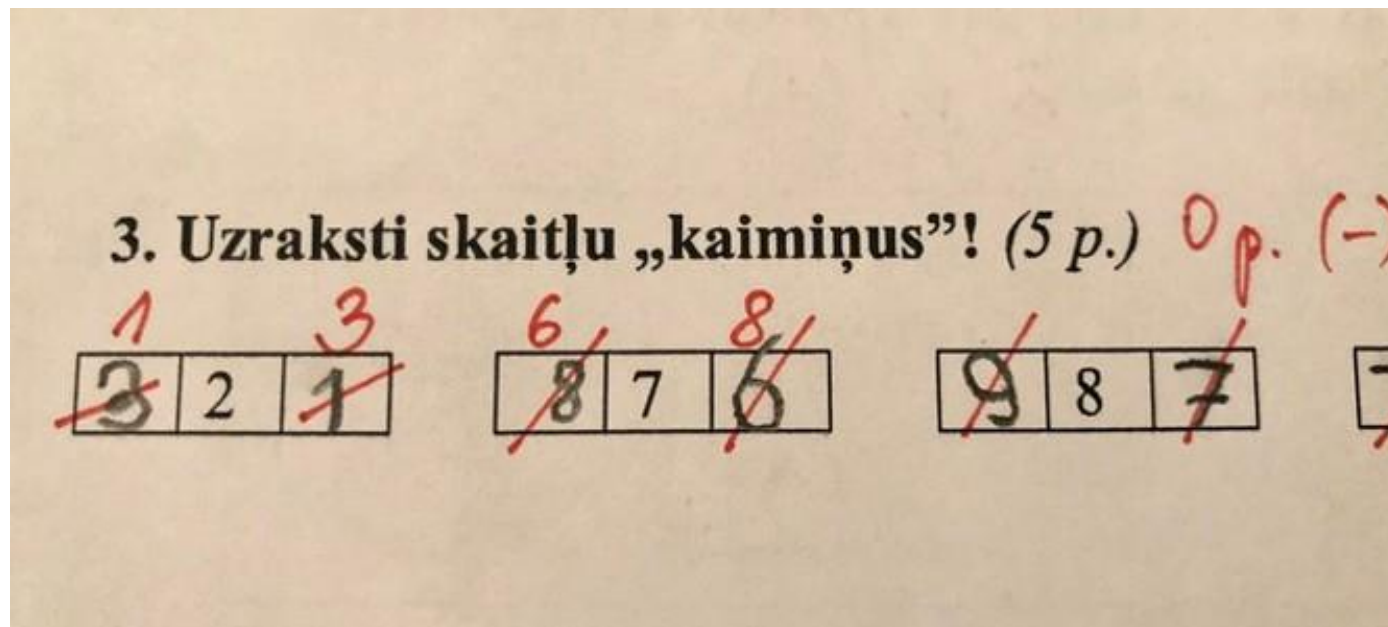 3. Uzraksti skaitļu „kaimiņus”! (5 p.) 0 p. (-)
1 3 6 8
3 2 1 8 7 6 9 8 7